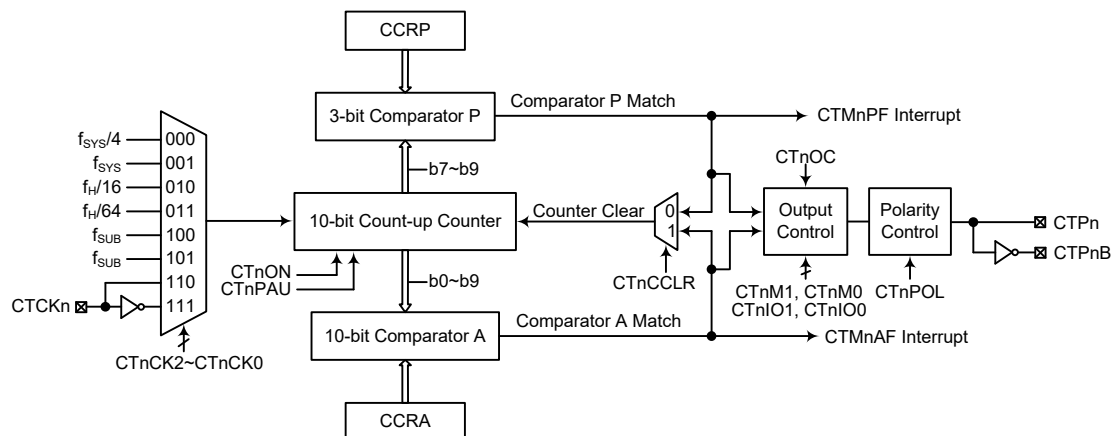 CCRP
3-bit Comparator P
Comparator P Match
CTMnPF Interrupt
fSYS/4
000
fSYS
001
fH/16
010
fH/64
011
fSUB
100
fSUB
101
110
111
CTCKn
CTnCK2~CTnCK0
b7~b9
10-bit Count-up Counter
CTnON
CTnPAU
b0~b9
Counter Clear
0
1
CTnCCLR
CTnOC
Output
Control
CTnM1, CTnM0
CTnIO1, CTnIO0
Polarity
Control
CTnPOL
CTPn
CTPnB
10-bit Comparator A
Comparator A Match
CTMnAF Interrupt
CCRA